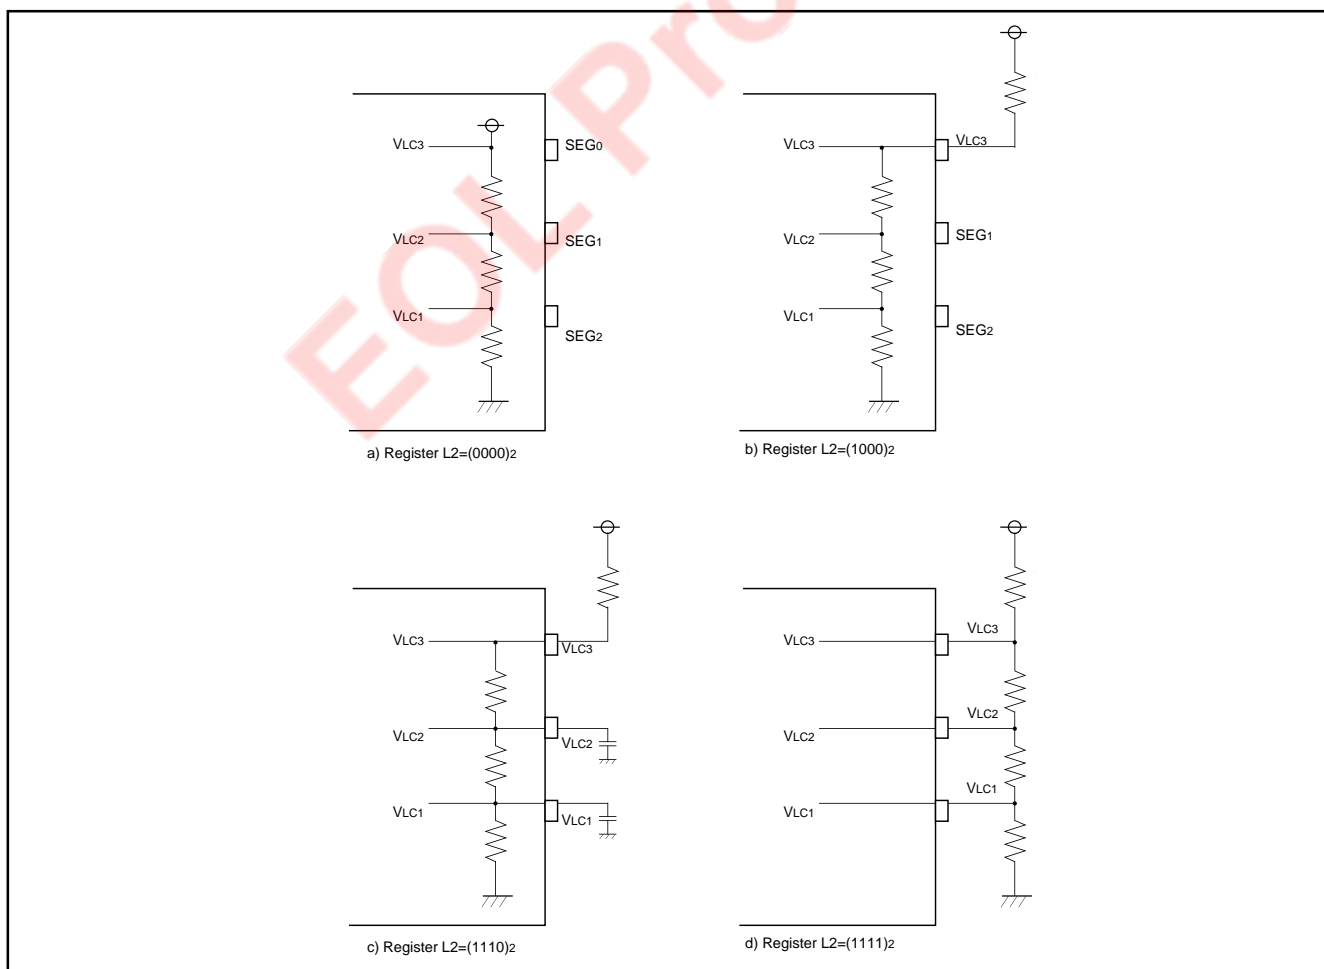 EOL Pro
VLC3
SEG0
VLC2
SEG1
VLC1
SEG2
a) Register L2=(0000)2
VLC3
VLC3
VLC2
SEG1
VLC1
SEG2
b) Register L2=(1000)2
VLC3
VLC3
VLC2
VLC2
VLC1
VLC1
c) Register L2=(1110)2
VLC3
VLC3
VLC2
VLC2
VLC1
VLC1
d) Register L2=(1111)2